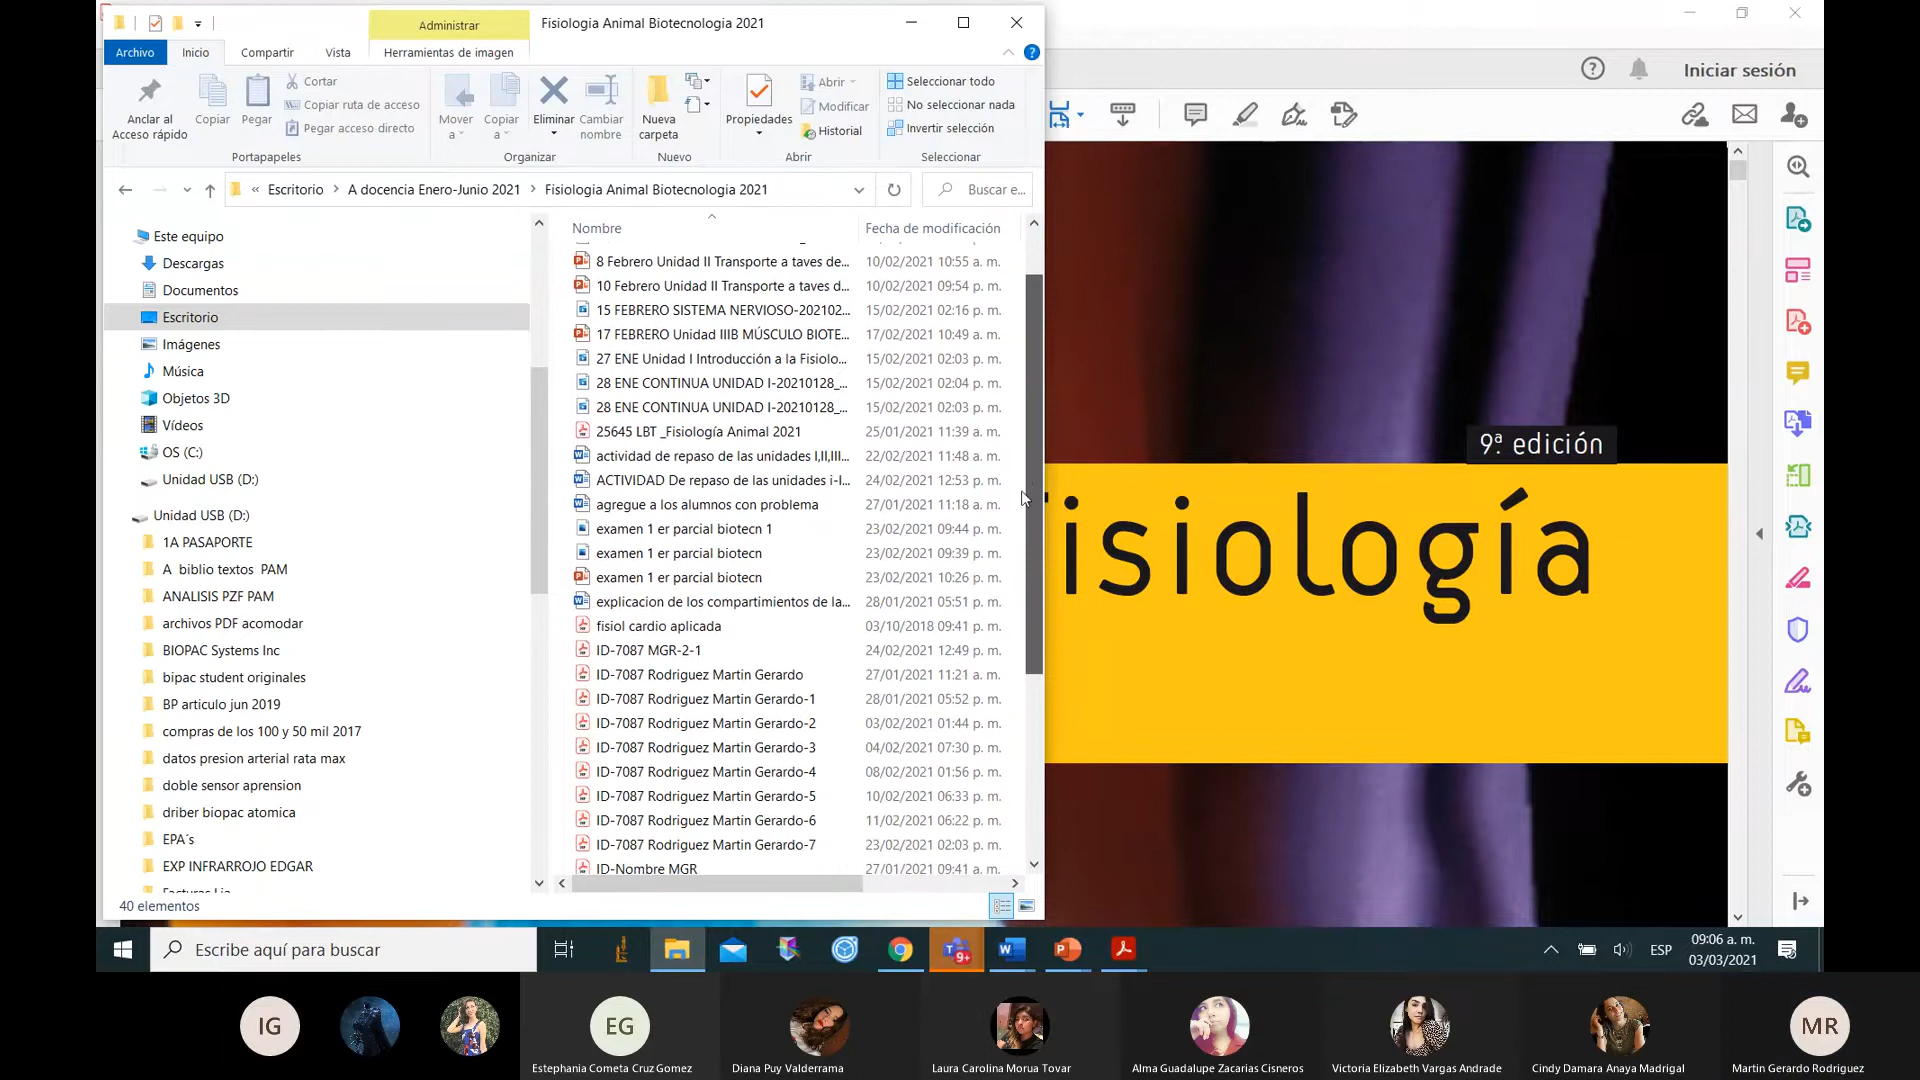 Administrar
Fisiologia Animal Biotecnologia 2021
Archivo
Inicio
Compartir
Vista
Herramientas de imagen
Anclar al
Acceso rápido
Copiar
Pegar
Cortar
Copiar ruta de acceso
Pegar acceso directo
Portapapeles
Mover
a
Copiar
a
Eliminar
Cambiar
nombre
Organizar
Nueva
carpeta
Nuevo
Propiedades
Abrir
Modificar
Historial
Abrir
Seleccionar todo
No seleccionar nada
Invertir selección
Seleccionar
Iniciar sesión
« Escritorio > A docencia Enero-Junio 2021 > Fisiologia Animal Biotecnologia 2021
Buscar e...
Este equipo
Descargas
Documentos
Escritorio
Imágenes
Música
Objetos 3D
Vídeos
OS (C:)
Unidad USB (D:)
Unidad USB (D:)
1A PASAPORTE
A biblio textos PAM
ANALISIS PZF PAM
archivos PDF acomodar
BIOPAC Systems Inc
bipac student originales
BP articulo jun 2019
compras de los 100 y 50 mil 2017
datos presion arterial rata max
doble sensor aprension
driber biopac atomica
EPA´s
EXP INFRARROJO EDGAR
Nombre Fecha de modificación
8 Febrero Unidad II Transporte a taves de... 10/02/2021 10:55 a. m.
10 Febrero Unidad II Transporte a taves d... 10/02/2021 09:54 p. m.
15 FEBRERO SISTEMA NERVIOSO-202102... 15/02/2021 02:16 p. m.
17 FEBRERO Unidad IIIB MÚSCULO BIOTE... 17/02/2021 10:49 a. m.
27 ENE Unidad I Introducción a la Fisiolo... 15/02/2021 02:03 p. m.
28 ENE CONTINUA UNIDAD I-20210128_... 15/02/2021 02:04 p. m.
28 ENE CONTINUA UNIDAD I-20210128_... 15/02/2021 02:03 p. m.
25645 LBT _Fisiología Animal 2021 25/01/2021 11:39 a. m.
actividad de repaso de las unidades I,II,III... 22/02/2021 11:48 a. m.
ACTIVIDAD De repaso de las unidades i-I... 24/02/2021 12:53 p. m.
agregue a los alumnos con problema 27/01/2021 11:18 a. m.
examen 1 er parcial biotecn 1 23/02/2021 09:44 p. m.
examen 1 er parcial biotecn 23/02/2021 09:39 p. m.
examen 1 er parcial biotecn 23/02/2021 10:26 p. m.
explicacion de los compartimientos de la... 28/01/2021 05:51 p. m.
fisiol cardio aplicada 03/10/2018 09:41 p. m.
ID-7087 MGR-2-1 24/02/2021 12:49 p. m.
ID-7087 Rodriguez Martin Gerardo 27/01/2021 11:21 a. m.
ID-7087 Rodriguez Martin Gerardo-1 28/01/2021 05:52 p. m.
ID-7087 Rodriguez Martin Gerardo-2 03/02/2021 01:44 p. m.
ID-7087 Rodriguez Martin Gerardo-3 04/02/2021 07:30 p. m.
ID-7087 Rodriguez Martin Gerardo-4 08/02/2021 01:56 p. m.
ID-7087 Rodriguez Martin Gerardo-5 10/02/2021 06:33 p. m.
ID-7087 Rodriguez Martin Gerardo-6 11/02/2021 06:22 p. m.
ID-7087 Rodriguez Martin Gerardo-7 23/02/2021 02:03 p. m.
ID-Nombre MGR 27/01/2021 09:41 a. m.
40 elementos
9.ª edición
Fisiología
Escribe aquí para buscar
9+
ESP
09:06 a. m.
03/03/2021
IG
EG
MR
Estephania Cometa Cruz Gomez
Diana Puy Valderrama
Laura Carolina Morua Tovar
Alma Guadalupe Zacarias Cisneros
Victoria Elizabeth Vargas Andrade
Cindy Damara Anaya Madrigal
Martin Gerardo Rodriguez